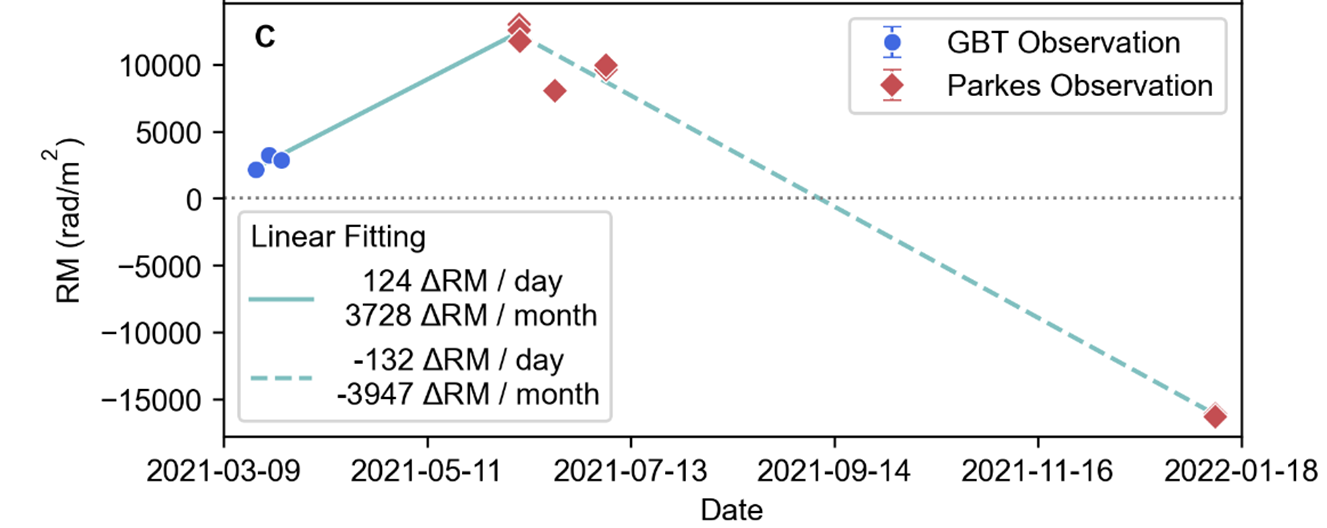 C
GBT Observation
Parkes Observation
10000
5000
0
−5000
−10000
−15000
RM (rad/m²)
Linear Fitting
124 ΔRM / day
3728 ΔRM / month
-132 ΔRM / day
-3947 ΔRM / month
2021-03-09 2021-05-11 2021-07-13 2021-09-14 2021-11-16 2022-01-18
Date